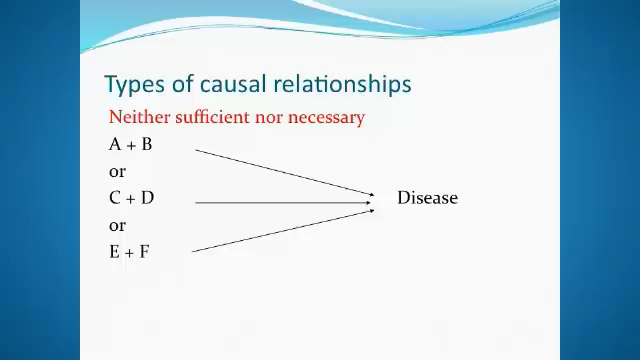 Types of causal relationships
Neither sufficient nor necessary
A + B
or
C + D
Disease
or
E + F